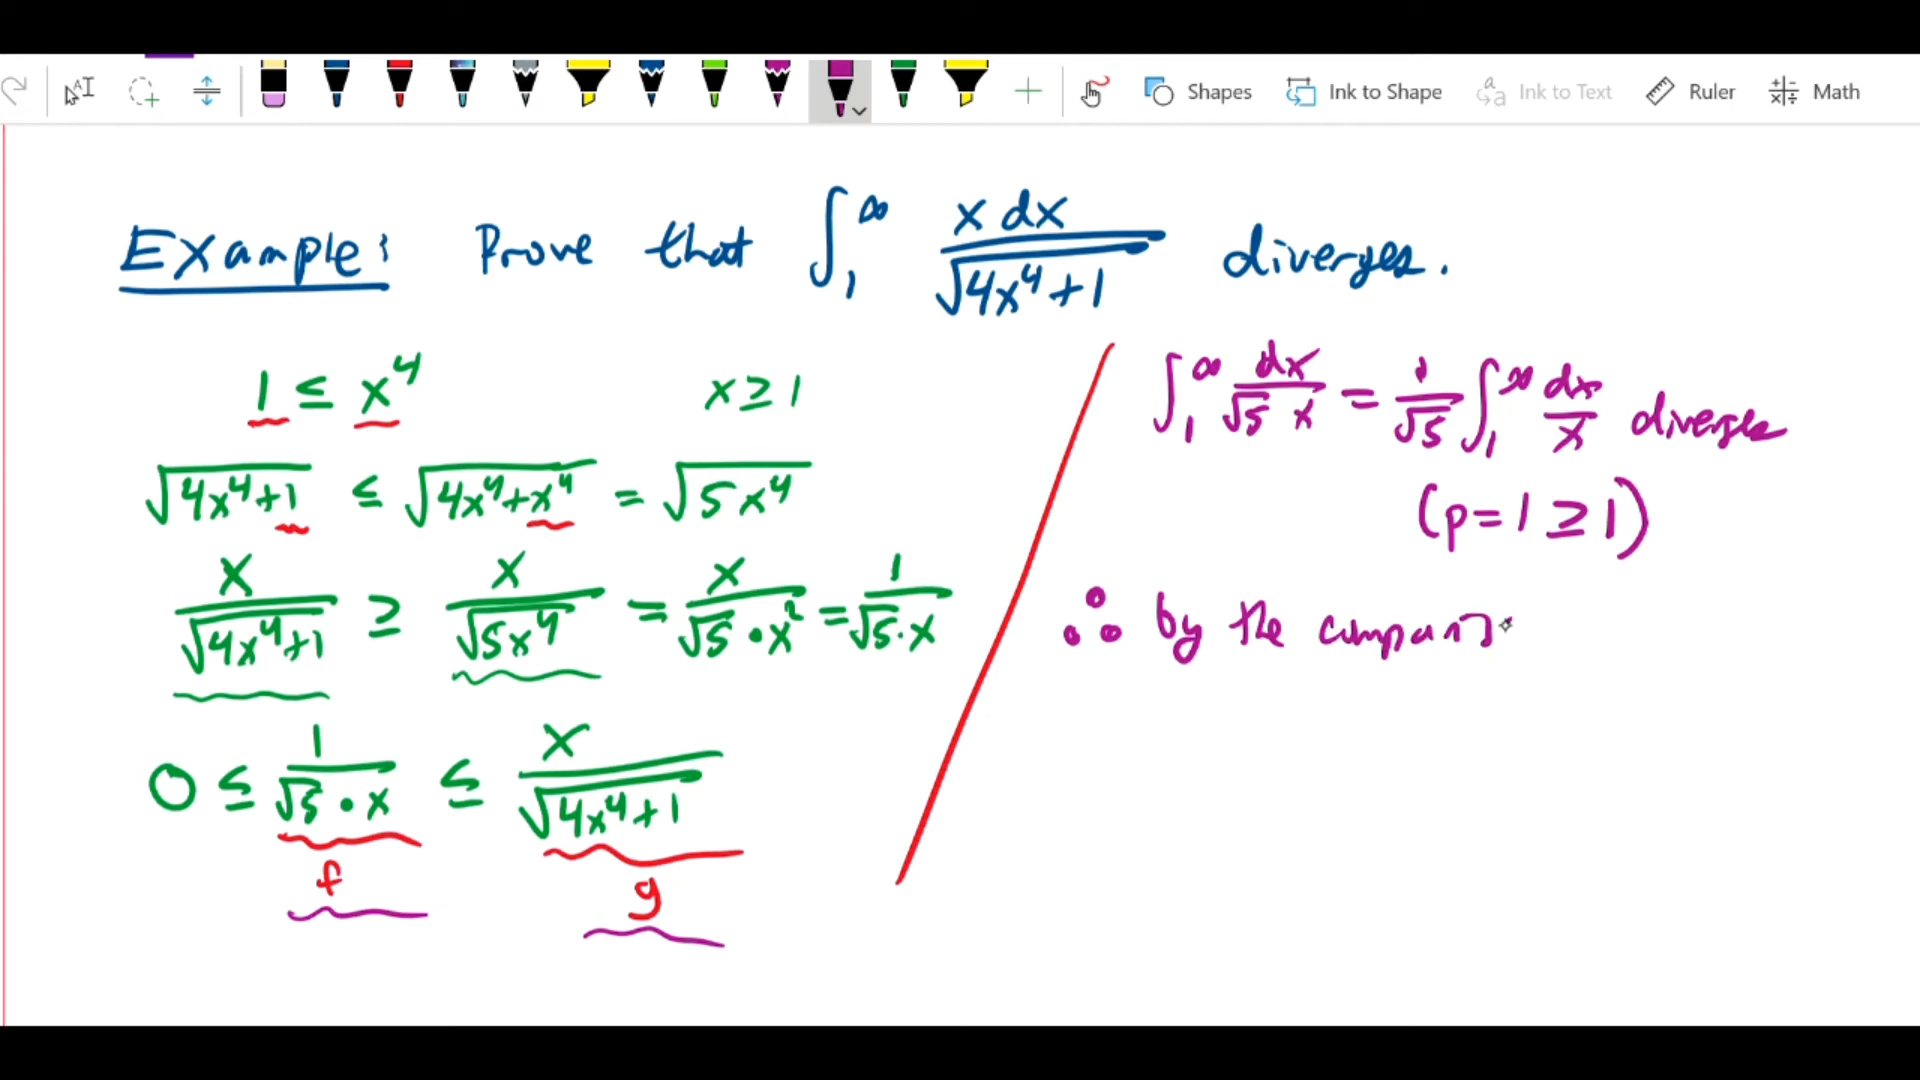 Shapes Ink to Shape Ink to Text Ruler Math
Example: Prove that ∫₁^∞ x dx / √(4x⁴+1) diverges.
1 ≤ x⁴ x ≥ 1
√(4x⁴+1) ≤ √(4x⁴+x⁴) = √(5x⁴)
x/√(4x⁴+1) ≥ x/√(5x⁴) = x/(√5 • x²) = 1/(√5 · x)
0 ≤ 1/(√5 • x) ≤ x/√(4x⁴+1)
f g
∫₁^∞ dx/(√5 x) = 1/√5 ∫₁^∞ dx/x diverges
(p = 1 ≥ 1)
∴ by the comparis